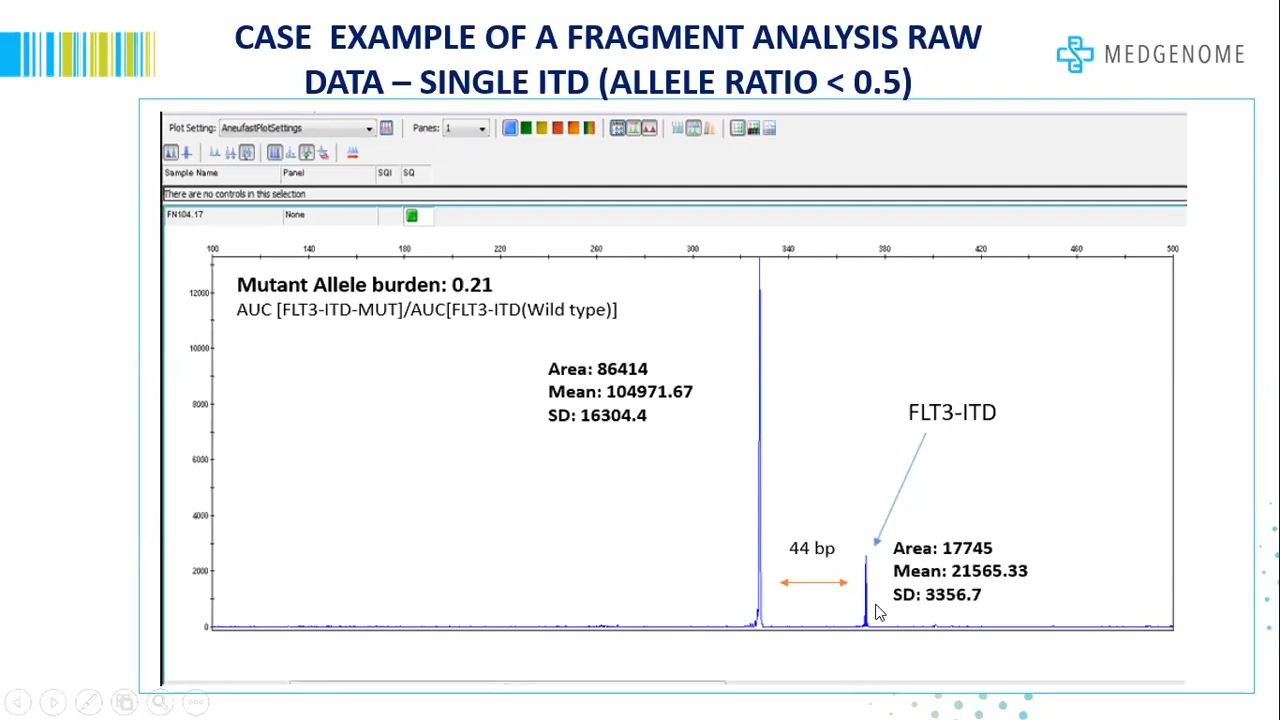 CASE EXAMPLE OF A FRAGMENT ANALYSIS RAW
DATA – SINGLE ITD (ALLELE RATIO < 0.5)
MEDGENOME
Plot Setting: AneufastPlotSettings Panes: 1
Sample Name Panel SQI SQ
There are no controls in this selection
FN104.17 None
100 140 180 220 260 300 340 380 420 460 500
Mutant Allele burden: 0.21
AUC [FLT3-ITD-MUT]/AUC[FLT3-ITD(Wild type)]
12000
10000
8000
6000
4000
2000
0
Area: 86414
Mean: 104971.67
SD: 16304.4
FLT3-ITD
44 bp
Area: 17745
Mean: 21565.33
SD: 3356.7